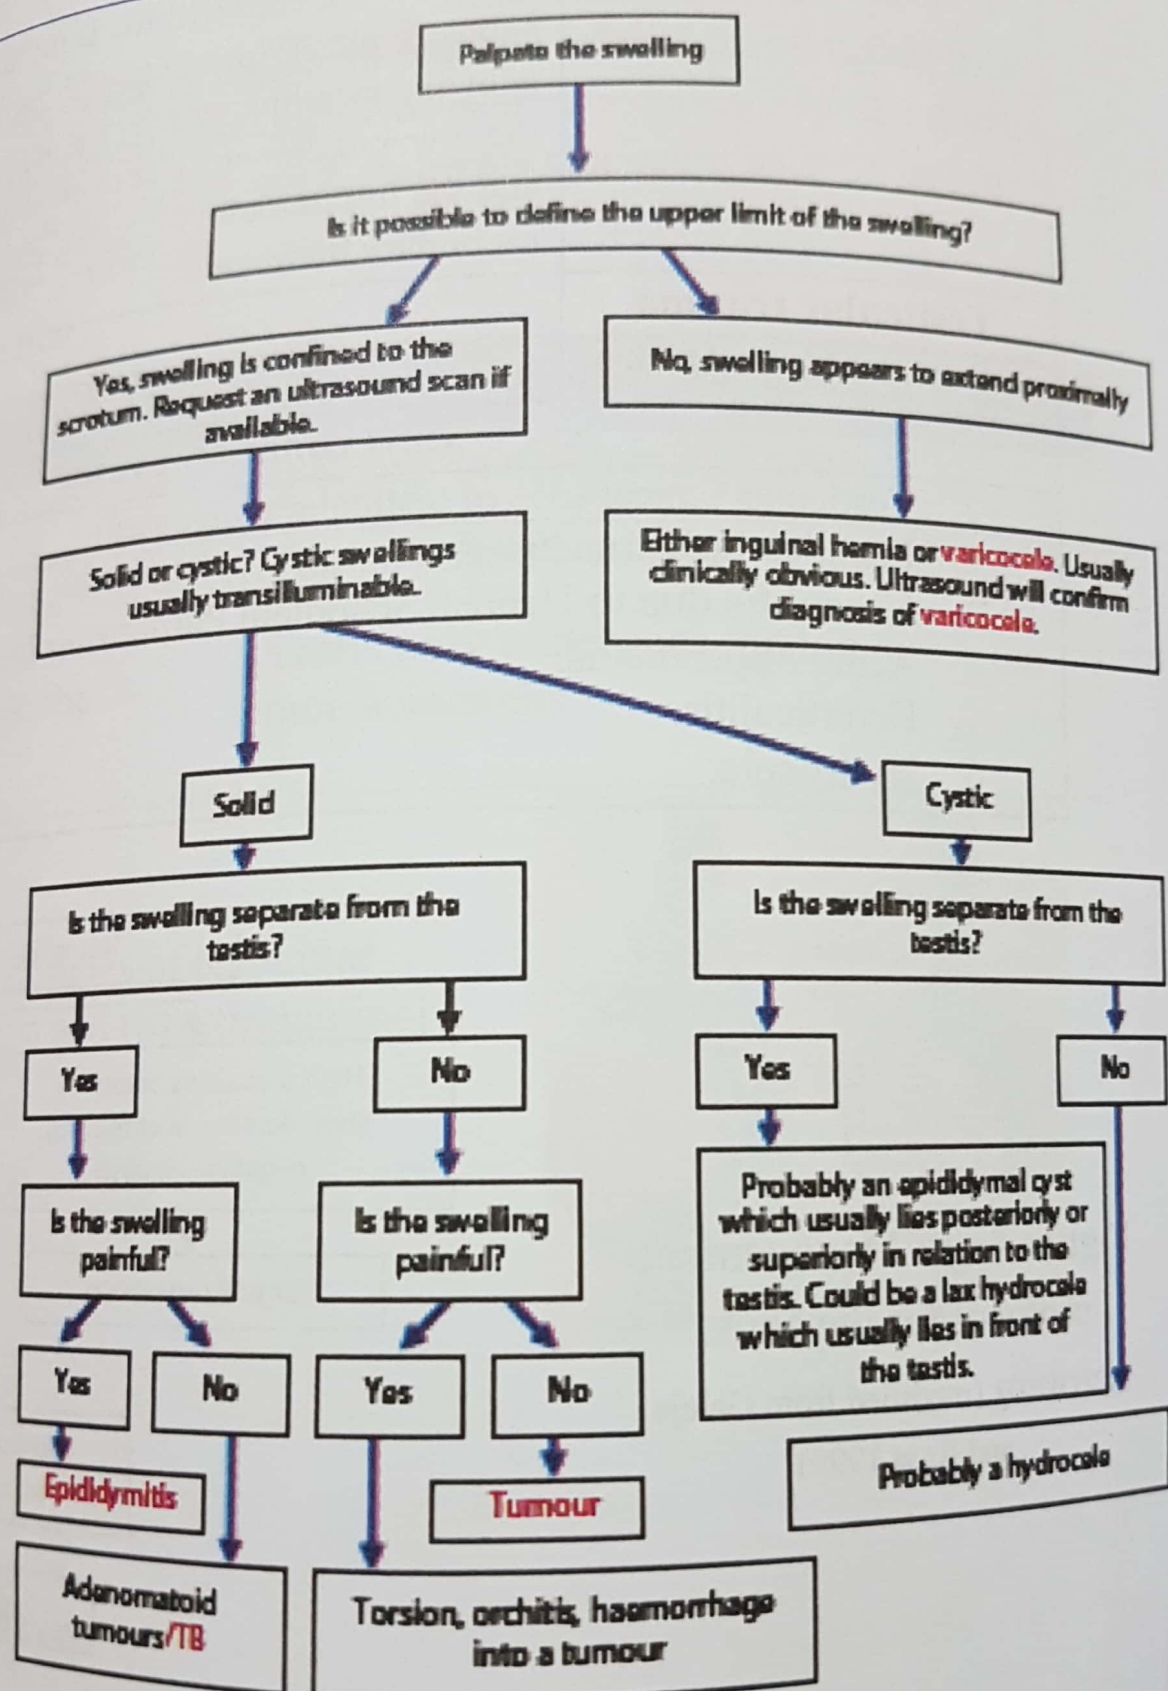 Palpate the swelling
Is it possible to define the upper limit of the swelling?
Yes, swelling is confined to the
scrotum. Request an ultrasound scan if
available.
No, swelling appears to extend proximally
Solid or cystic? Cystic swellings
usually transilluminable.
Either inguinal hernia or varicocele. Usually
clinically obvious. Ultrasound will confirm
diagnosis of varicocele.
Solid
Cystic
Is the swelling separate from the
testis?
Is the swelling separate from the
testis?
Yes
No
Yes
No
Is the swelling
painful?
Is the swelling
painful?
Probably an epididymal cyst
which usually lies posteriorly or
superiorly in relation to the
testis. Could be a lax hydrocele
which usually lies in front of
the testis.
Yes
No
Yes
No
Epididymitis
Tumour
Probably a hydrocele
Adenomatoid
tumours/TB
Torsion, orchitis, haemorrhage
into a tumour